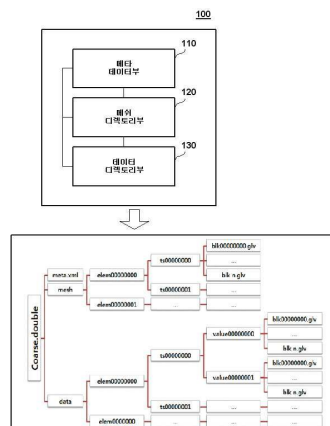 100
110
메타
데이터부
120
메쉬
디렉토리부
130
데이터
디렉토리부
Coarse.double
meta.xml
mesh
elem00000000
ts00000000
blk00000000.glv
...
blk n.glv
ts00000001
...
elem00000001
...
...
data
elem00000000
ts00000000
value00000000
blk00000000.glv
...
blk n.glv
value00000001
blk00000000.glv
...
blk n.glv
ts00000001
...
...
elem0000000
...
...
...